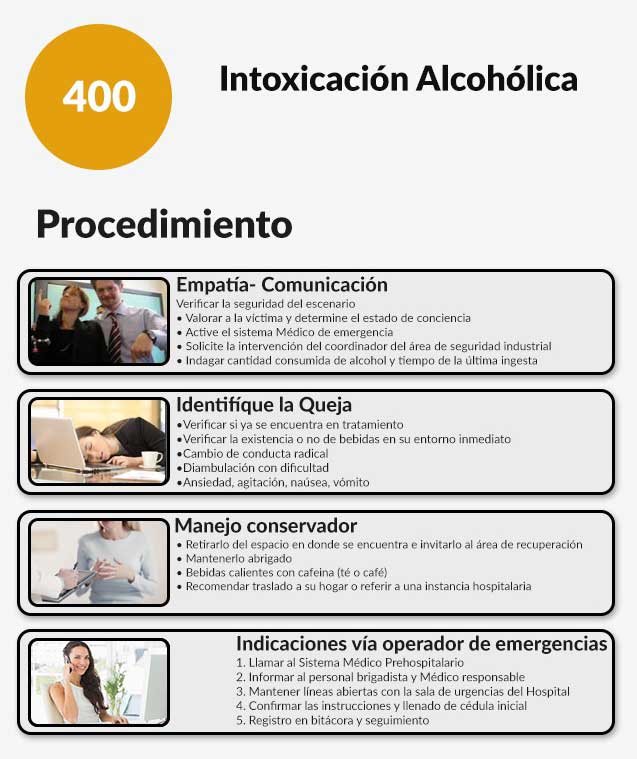 400
Intoxicación Alcohólica
Procedimiento
Empatía- Comunicación
Verificar la seguridad del escenario
• Valorar a la víctima y determine el estado de conciencia
• Active el sistema Médico de emergencia
• Solicite la intervención del coordinador del área de seguridad industrial
• Indagar cantidad consumida de alcohol y tiempo de la última ingesta
Identifíque la Queja
•Verificar si ya se encuentra en tratamiento
•Verificar la existencia o no de bebidas en su entorno inmediato
•Cambio de conducta radical
•Diambulación con dificultad
•Ansiedad, agitación, naúsea, vómito
Manejo conservador
• Retirarlo del espacio en donde se encuentra e invitarlo al área de recuperación
• Mantenerlo abrigado
• Bebidas calientes con cafeina (té o café)
• Recomendar traslado a su hogar o referir a una instancia hospitalaria
Indicaciones vía operador de emergencias
1. Llamar al Sistema Médico Prehospitalario
2. Informar al personal brigadista y Médico responsable
3. Mantener líneas abiertas con la sala de urgencias del Hospital
4. Confirmar las instrucciones y llenado de cédula inicial
5. Registro en bitácora y seguimiento